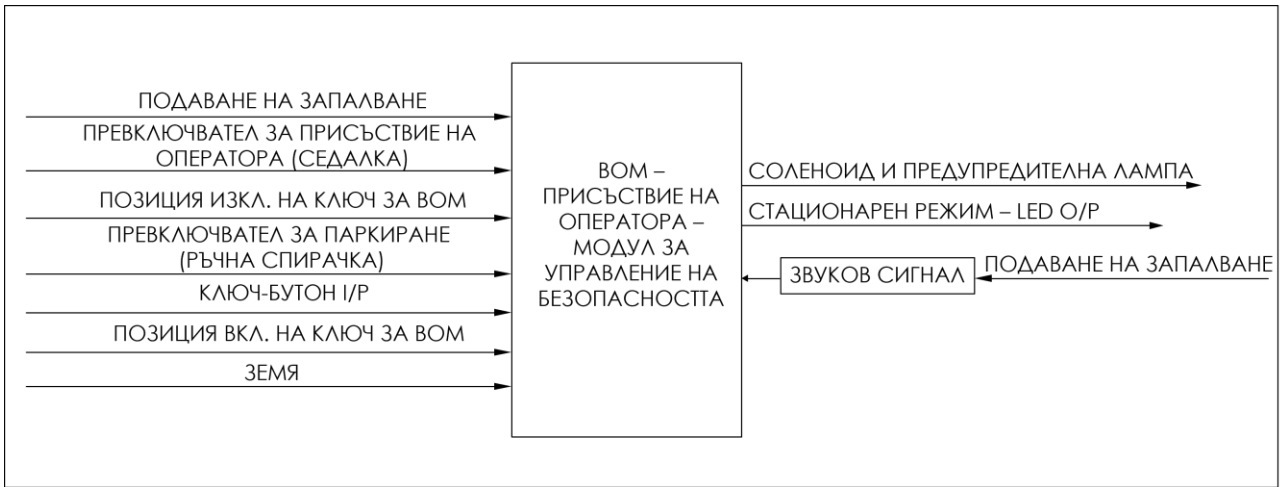 ПОДАВАНЕ НА ЗАПАЛВАНЕ
ПРЕВКЛЮЧВАТЕЛ ЗА ПРИСЪСТВИЕ НА
ОПЕРАТОРА (СЕДАЛКА)
ПОЗИЦИЯ ИЗКЛ. НА КЛЮЧ ЗА ВОМ
ПРЕВКЛЮЧВАТЕЛ ЗА ПАРКИРАНЕ
(РЪЧНА СПИРАЧКА)
КЛЮЧ-БУТОН I/P
ПОЗИЦИЯ ВКЛ. НА КЛЮЧ ЗА ВОМ
ЗЕМЯ
ВОМ –
ПРИСЪСТВИЕ НА
ОПЕРАТОРА –
МОДУЛ ЗА
УПРАВЛЕНИЕ НА
БЕЗОПАСНОСТТА
СОЛЕНОИД И ПРЕДУПРЕДИТЕЛНА ЛАМПА
СТАЦИОНАРЕН РЕЖИМ – LED O/P
ЗВУКОВ СИГНАЛ
ПОДАВАНЕ НА ЗАПАЛВАНЕ